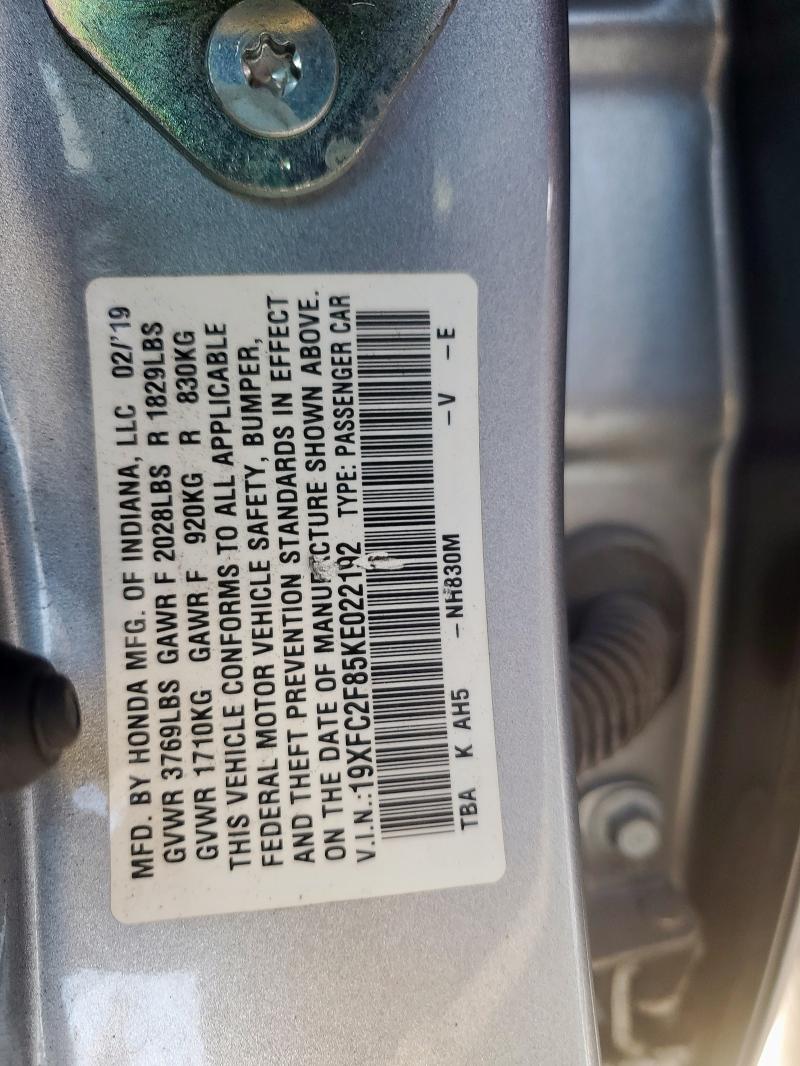 MFD. BY HONDA MFG. OF INDIANA, LLC 02/'19
GVWR 3769LBS GAWR F 2028LBS R 1829LBS
GVWR 1710KG GAWR F 920KG R 830KG
THIS VEHICLE CONFORMS TO ALL APPLICABLE
FEDERAL MOTOR VEHICLE SAFETY, BUMPER,
AND THEFT PREVENTION STANDARDS IN EFFECT
ON THE DATE OF MANUFACTURE SHOWN ABOVE.
V.I.N.:19XFC2F85KE022192 TYPE: PASSENGER CAR
TBA K AH5 -NH830M -V -E